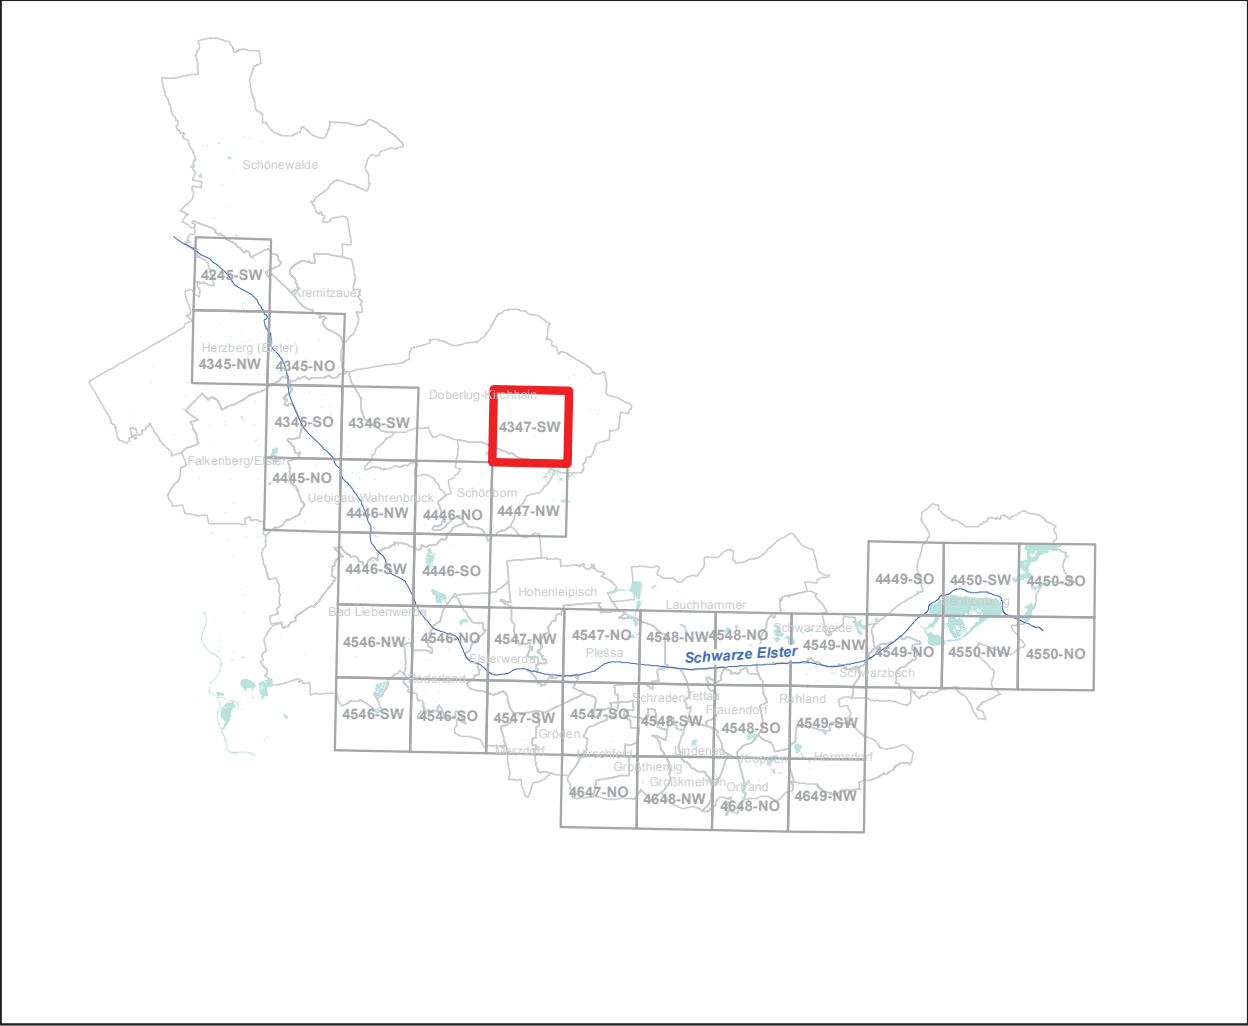 Schönewalde
4245-SW
Kremitzaue
Herzberg (Elster)
4345-NW
4345-NO
Doberlug-Kirchhain
4345-SO
4346-SW
4347-SW
Falkenberg/Elster
4445-NO
Uebigau-Wahrenbrück
Schönborn
4446-NW
4446-NO
4447-NW
4446-SW
4446-SO
4449-SO
4450-SW
4450-SO
Hohenleipisch
Lauchhammer
Senftenberg
Bad Liebenwerda
4546-NW
4546-NO
4547-NW
4547-NO
4548-NW
4548-NO
Schwarzheide
4549-NW
4549-NO
4550-NW
4550-NO
Elsterwerda
Plessa
Schwarze Elster
Schwarzbach
Röderland
4546-SW
4546-SO
4547-SW
4547-SO
Schraden
Tettau
Frauendorf
Ruhland
4548-SW
4548-SO
4549-SW
Gröden
Merzdorf
Hirschfeld
Lindenau
Kroppen
Hermsdorf
Großthiemig
Großkmehlen
Ortrand
4647-NO
4648-NW
4648-NO
4649-NW